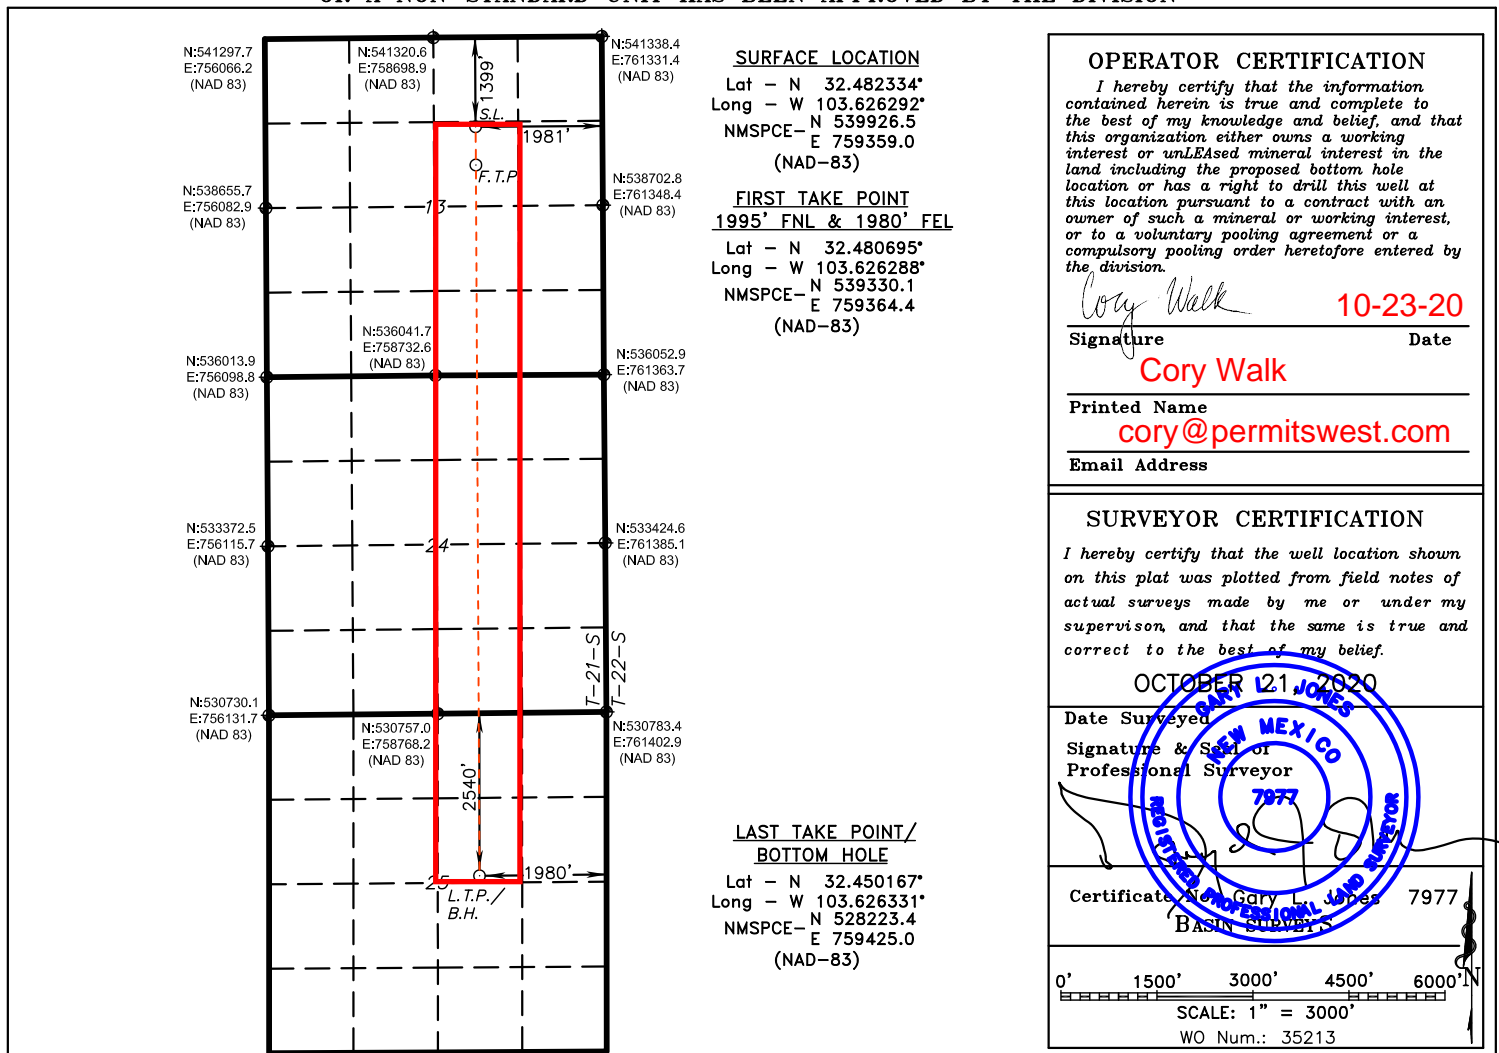 OR A NON-STANDARD UNIT HAS BEEN APPROVED BY THE DIVISION
N:541297.7
E:756066.2
(NAD 83)
N:541320.6
E:758698.9
(NAD 83)
N:541338.4
E:761331.4
(NAD 83)
1399'
S.L.
1981'
F.T.P
N:538655.7
E:756082.9
(NAD 83)
N:538702.8
E:761348.4
(NAD 83)
13
N:536041.7
E:758732.6
(NAD 83)
N:536013.9
E:756098.8
(NAD 83)
N:536052.9
E:761363.7
(NAD 83)
N:533372.5
E:756115.7
(NAD 83)
24
N:533424.6
E:761385.1
(NAD 83)
T-21-S
T-22-S
N:530730.1
E:756131.7
(NAD 83)
N:530757.0
E:758768.2
(NAD 83)
N:530783.4
E:761402.9
(NAD 83)
2540'
1980'
25
L.T.P./
B.H.
SURFACE LOCATION
Lat - N 32.482334°
Long - W 103.626292°
NMSPCE- N 539926.5
E 759359.0
(NAD-83)
FIRST TAKE POINT
1995' FNL & 1980' FEL
Lat - N 32.480695°
Long - W 103.626288°
NMSPCE- N 539330.1
E 759364.4
(NAD-83)
LAST TAKE POINT/
BOTTOM HOLE
Lat - N 32.450167°
Long - W 103.626331°
NMSPCE- N 528223.4
E 759425.0
(NAD-83)
OPERATOR CERTIFICATION
I hereby certify that the information
contained herein is true and complete to
the best of my knowledge and belief, and that
this organization either owns a working
interest or unLEAsed mineral interest in the
land including the proposed bottom hole
location or has a right to drill this well at
this location pursuant to a contract with an
owner of such a mineral or working interest,
or to a voluntary pooling agreement or a
compulsory pooling order heretofore entered by
the division.
Cory Walk 10-23-20
Signature Date
Cory Walk
Printed Name
cory@permitswest.com
Email Address
SURVEYOR CERTIFICATION
I hereby certify that the well location shown
on this plat was plotted from field notes of
actual surveys made by me or under my
supervison, and that the same is true and
correct to the best of my belief.
OCTOBER 21, 2020
Date Surveyed
Signature & Seal of
Professional Surveyor
GARY L. JONES
NEW MEXICO
7977
REGISTERED PROFESSIONAL LAND SURVEYOR
Certificate No. Gary L. Jones 7977
BASIN SURVEYS
0' 1500' 3000' 4500' 6000'
N
SCALE: 1" = 3000'
WO Num.: 35213